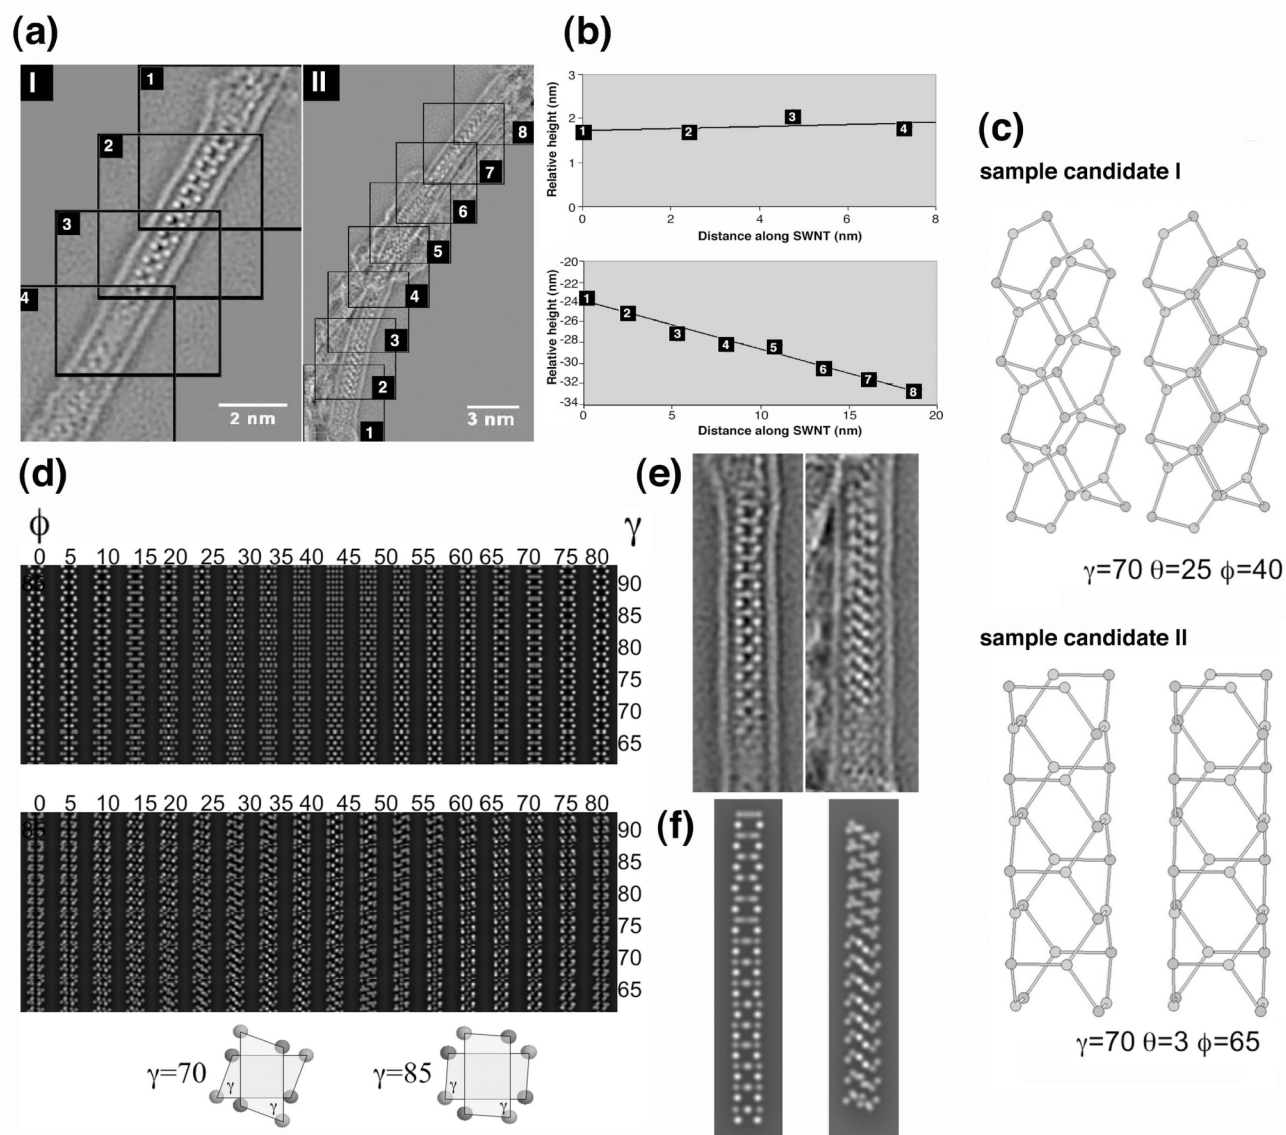 (a)
I
1
2
3
4
2 nm
II
8
7
6
5
4
3
2
1
3 nm
(b)
Relative height (nm)
3
2
1
0
1
2
3
4
0 2 4 6 8
Distance along SWNT (nm)
Relative height (nm)
-20
-22
-24
-26
-28
-30
-32
-34
1
2
3
4
5
6
7
8
0 5 10 15 20
Distance along SWNT (nm)
(c)
sample candidate I
γ=70 θ=25 ϕ=40
sample candidate II
γ=70 θ=3 ϕ=65
(d)
ϕ γ
0 5 10 15 20 25 30 35 40 45 50 55 60 65 70 75 80
85
90
85
80
75
70
65
0 5 10 15 20 25 30 35 40 45 50 55 60 65 70 75 80
85
90
85
80
75
70
65
γ=70
γ
γ
γ=85
γ
γ
(e)
(f)